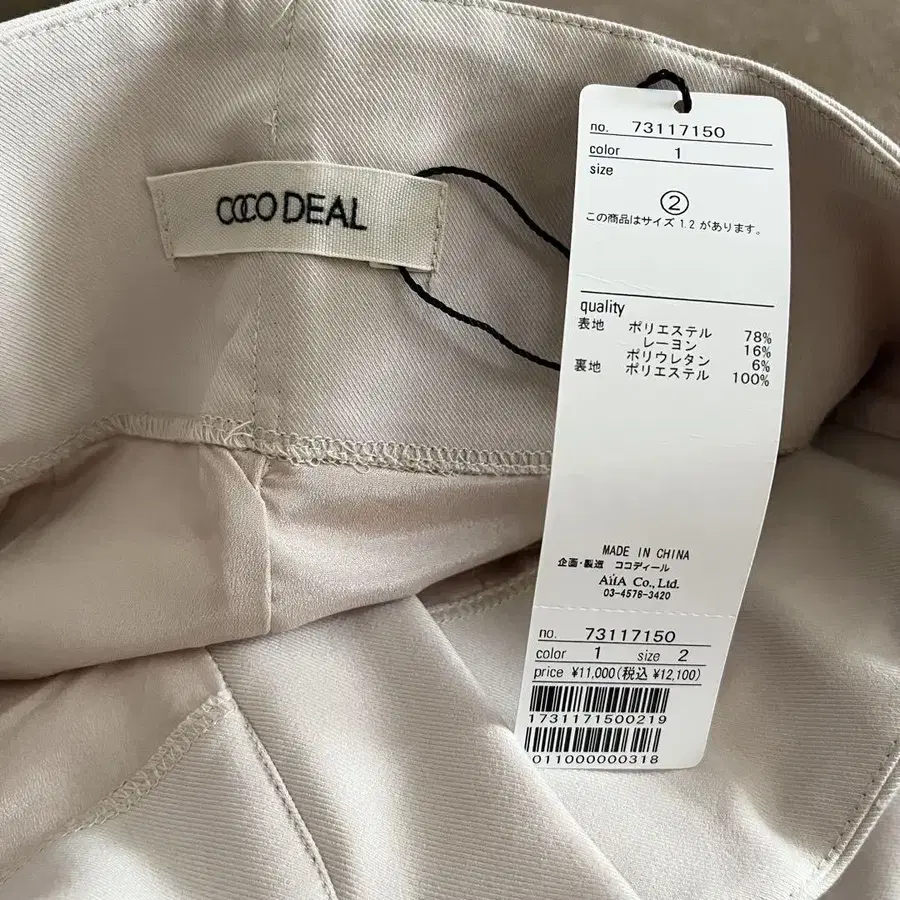 COCO DEAL
no. 73117150
color 1
size
②
この商品はサイズ 1.2 があります。
quality
表地 ポリエステル 78%
レーヨン 16%
ポリウレタン 6%
裏地 ポリエステル 100%
MADE IN CHINA
企画・製造 ココディール
AiiA Co., Ltd.
03-4576-3420
no. 73117150
color 1 size 2
price ¥11,000(税込 ¥12,100)
1731171500219
011000000318